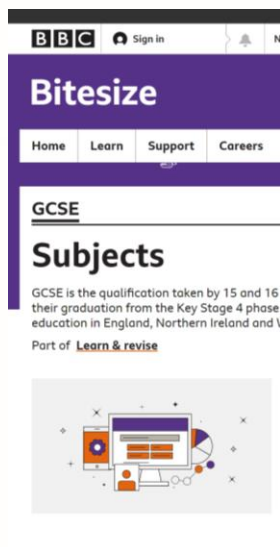 BBC Sign in N
Bitesize
Home Learn Support Careers
GCSE
Subjects
GCSE is the qualification taken by 15 and 16
their graduation from the Key Stage 4 phase
education in England, Northern Ireland and W
Part of Learn & revise